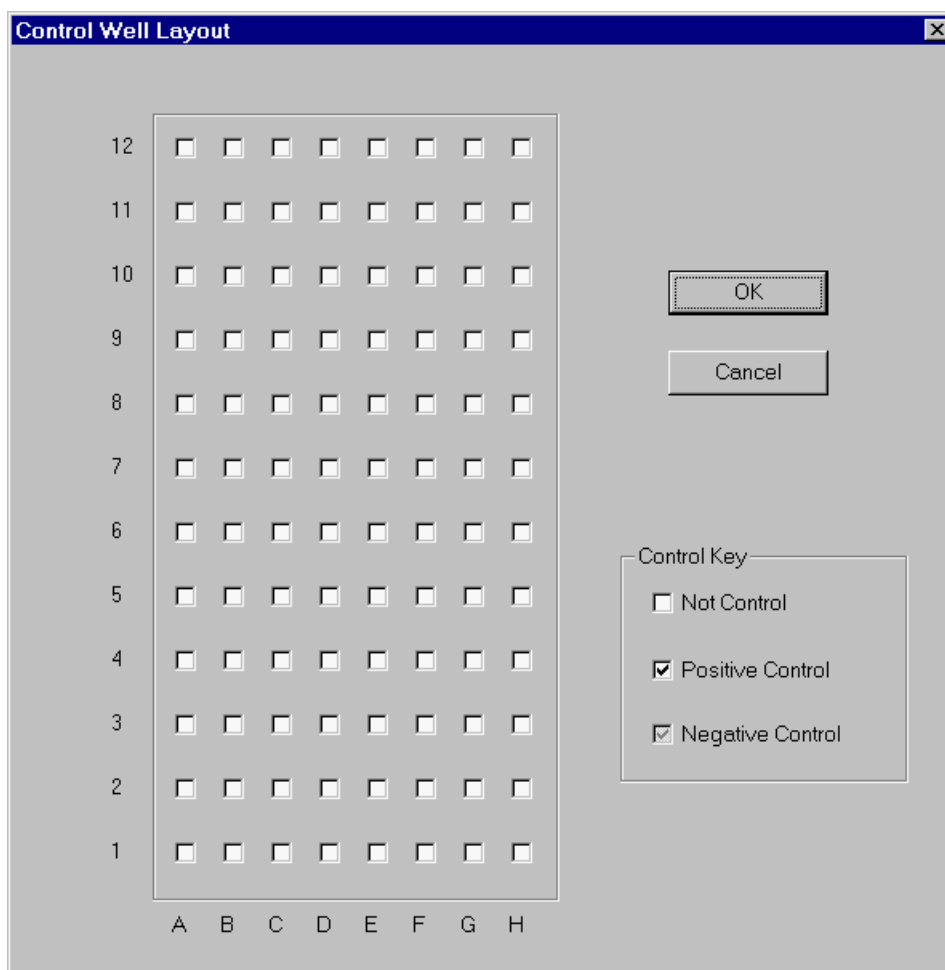 Control Well Layout
12
11
10
9
8
7
6
5
4
3
2
1
A B C D E F G H
OK
Cancel
Control Key
Not Control
Positive Control
Negative Control